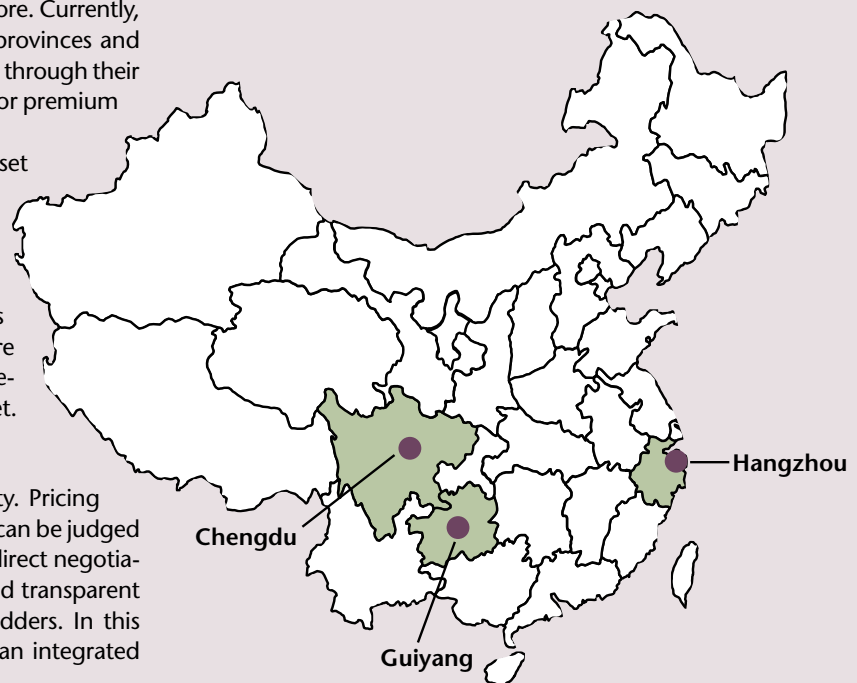 ore. Currently,
provinces and
through their
or premium
set
s
re
e-
et.
ty. Pricing
can be judged
direct negotia-
d transparent
dders. In this
an integrated
Hangzhou
Chengdu
Guiyang